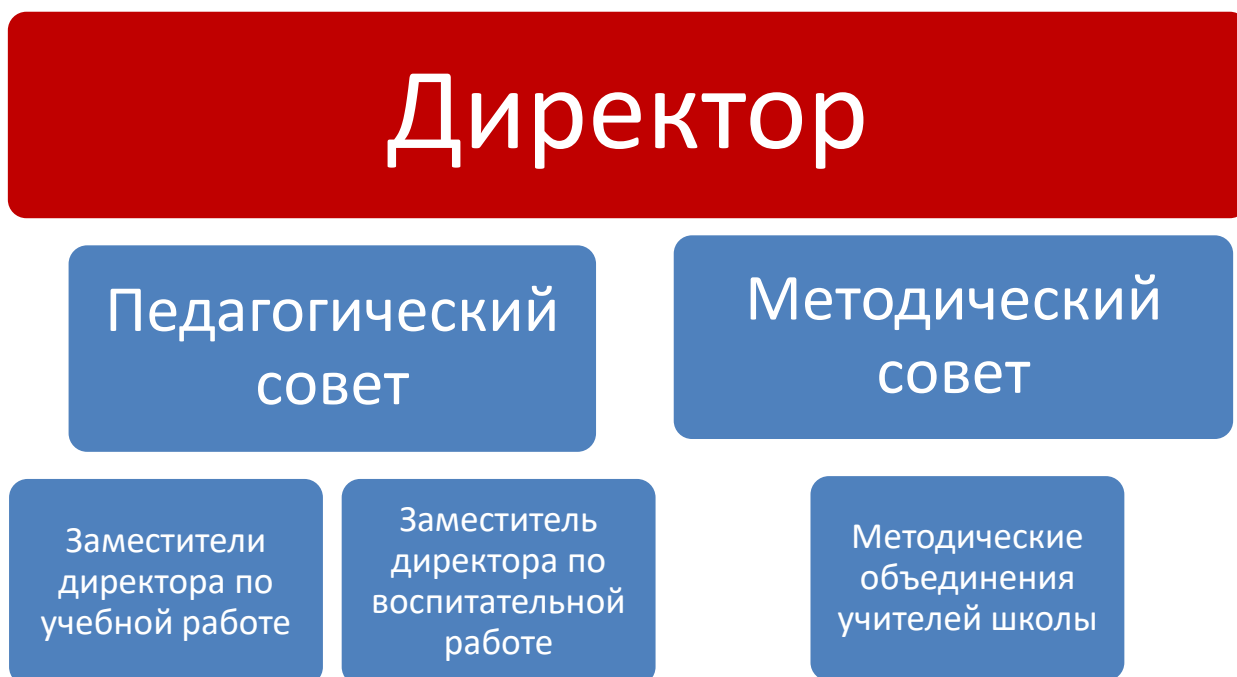 Директор
Педагогический
совет
Методический
совет
Заместители
директора по
учебной работе
Заместитель
директора по
воспитательной
работе
Методические
объединения
учителей школы